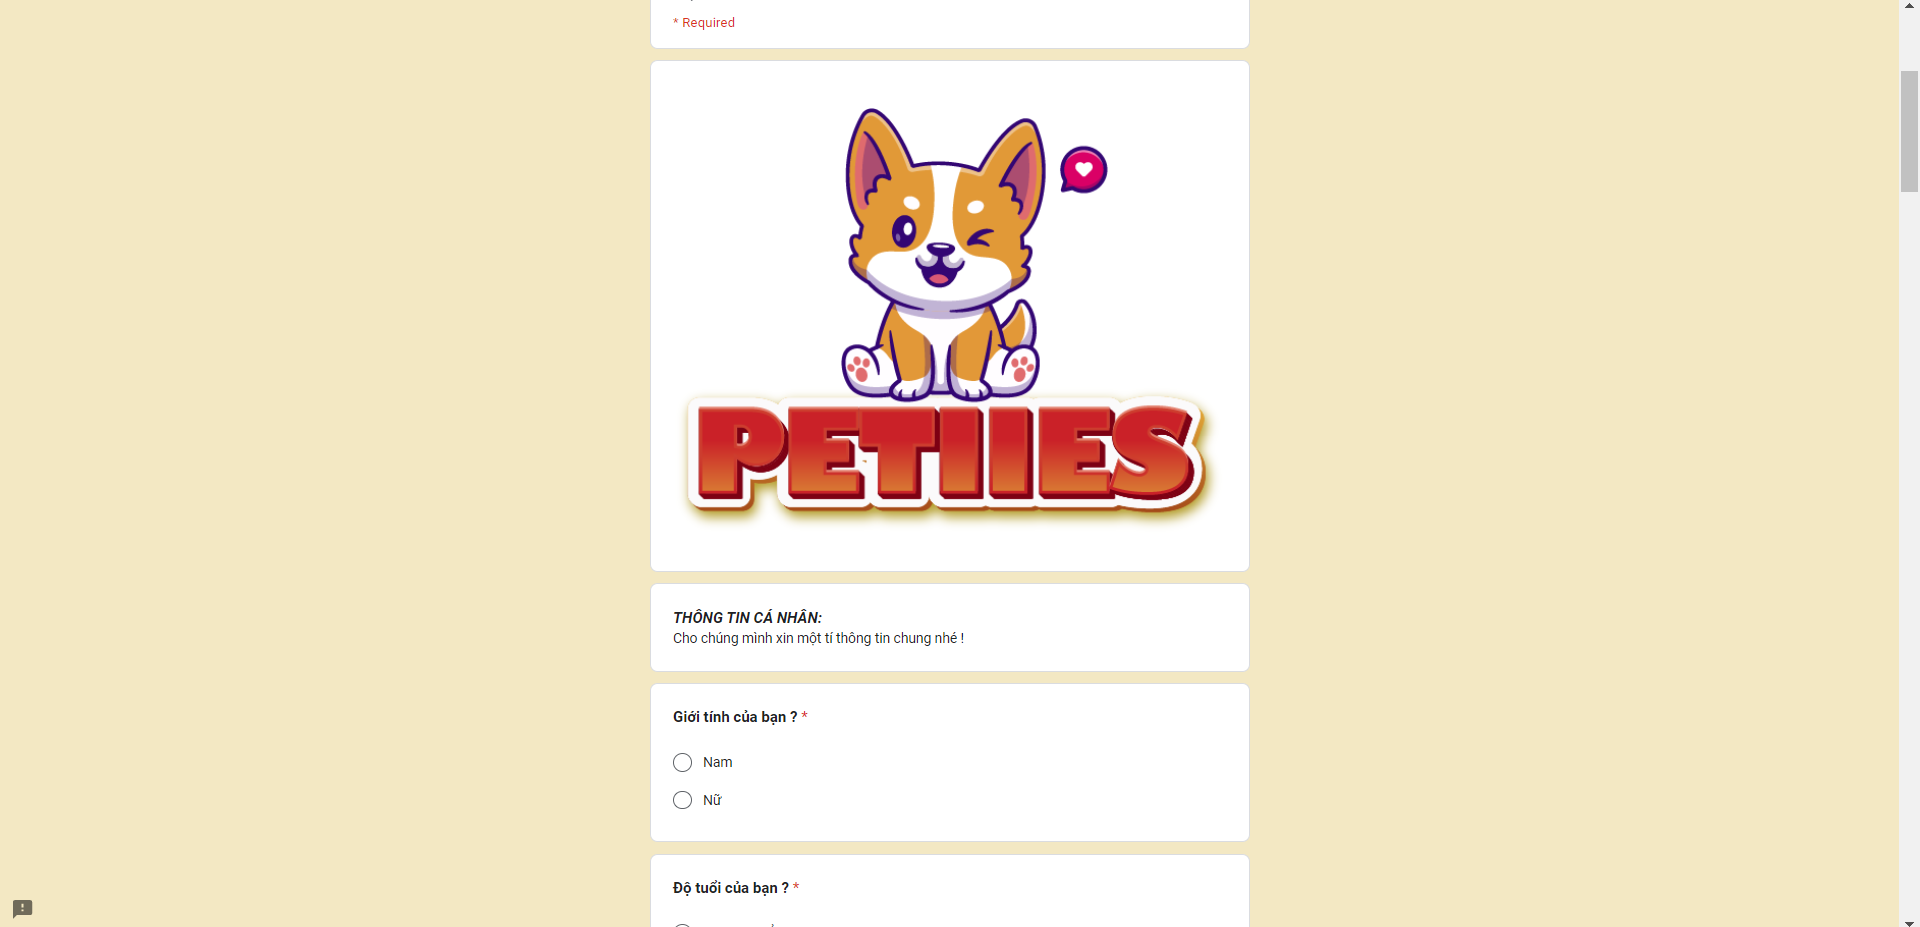 * Required
PETIIES
THÔNG TIN CÁ NHÂN:
Cho chúng mình xin một tí thông tin chung nhé !
Giới tính của bạn ? *
Nam
Nữ
Độ tuổi của bạn ? *